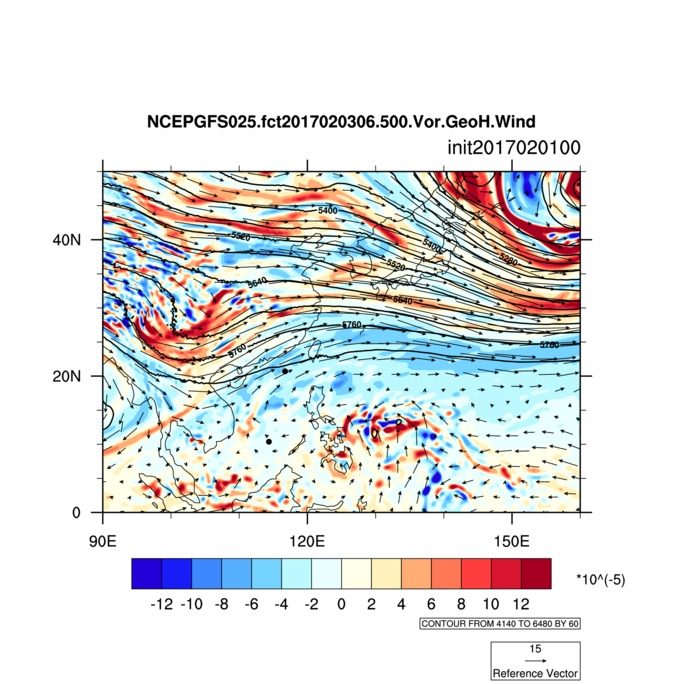 NCEPGFS025.fct2017020306.500.Vor.GeoH.Wind
init2017020100
5400
5520
5400
5280
40N
5520
5640
5640
5760
5760
5760
20N
0
90E 120E 150E
-12 -10 -8 -6 -4 -2 0 2 4 6 8 10 12
*10^(-5)
CONTOUR FROM 4140 TO 6480 BY 60
15
Reference Vector